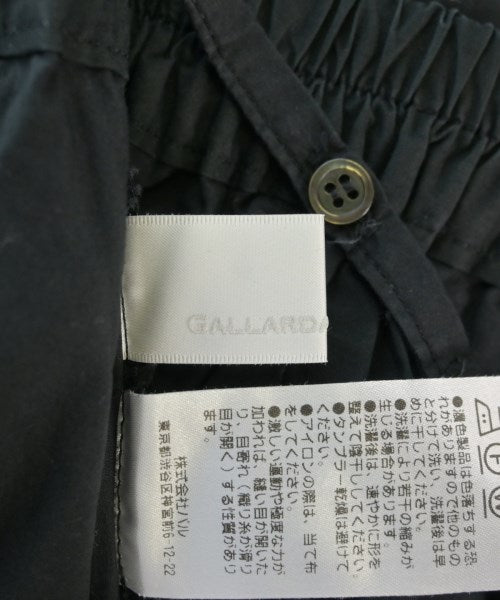 GALLARDA
●濃色製品は色落ちする恐
れがありますので他のもの
と分けて洗い、洗濯後は早
めに干してください。
●洗濯により若干の縮みが
生じる場合があります。
●洗濯後は、速やかに形を
整えて陰干ししてください。
●タンブラー乾燥は避けて
ください。
●アイロンの際は、当て布
をしてください。
●激しい運動や極度な力が
加われば、縫い目が開いた
り、目寄れ(織り糸が滑り
目が開く)する性質があり
ます。
株式会社パル
東京都渋谷区神宮前6-12-22